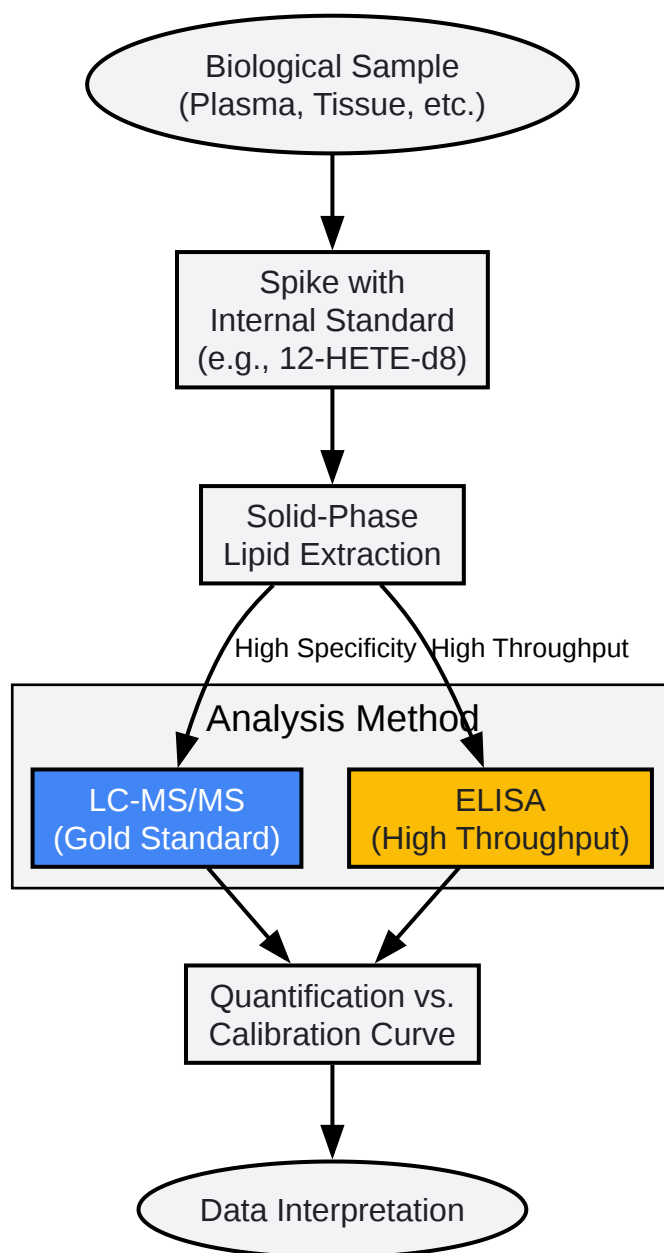 Biological Sample
(Plasma, Tissue, etc.)
Spike with
Internal Standard
(e.g., 12-HETE-d8)
Solid-Phase
Lipid Extraction
High Specificity
High Throughput
Analysis Method
LC-MS/MS
(Gold Standard)
ELISA
(High Throughput)
Quantification vs.
Calibration Curve
Data Interpretation